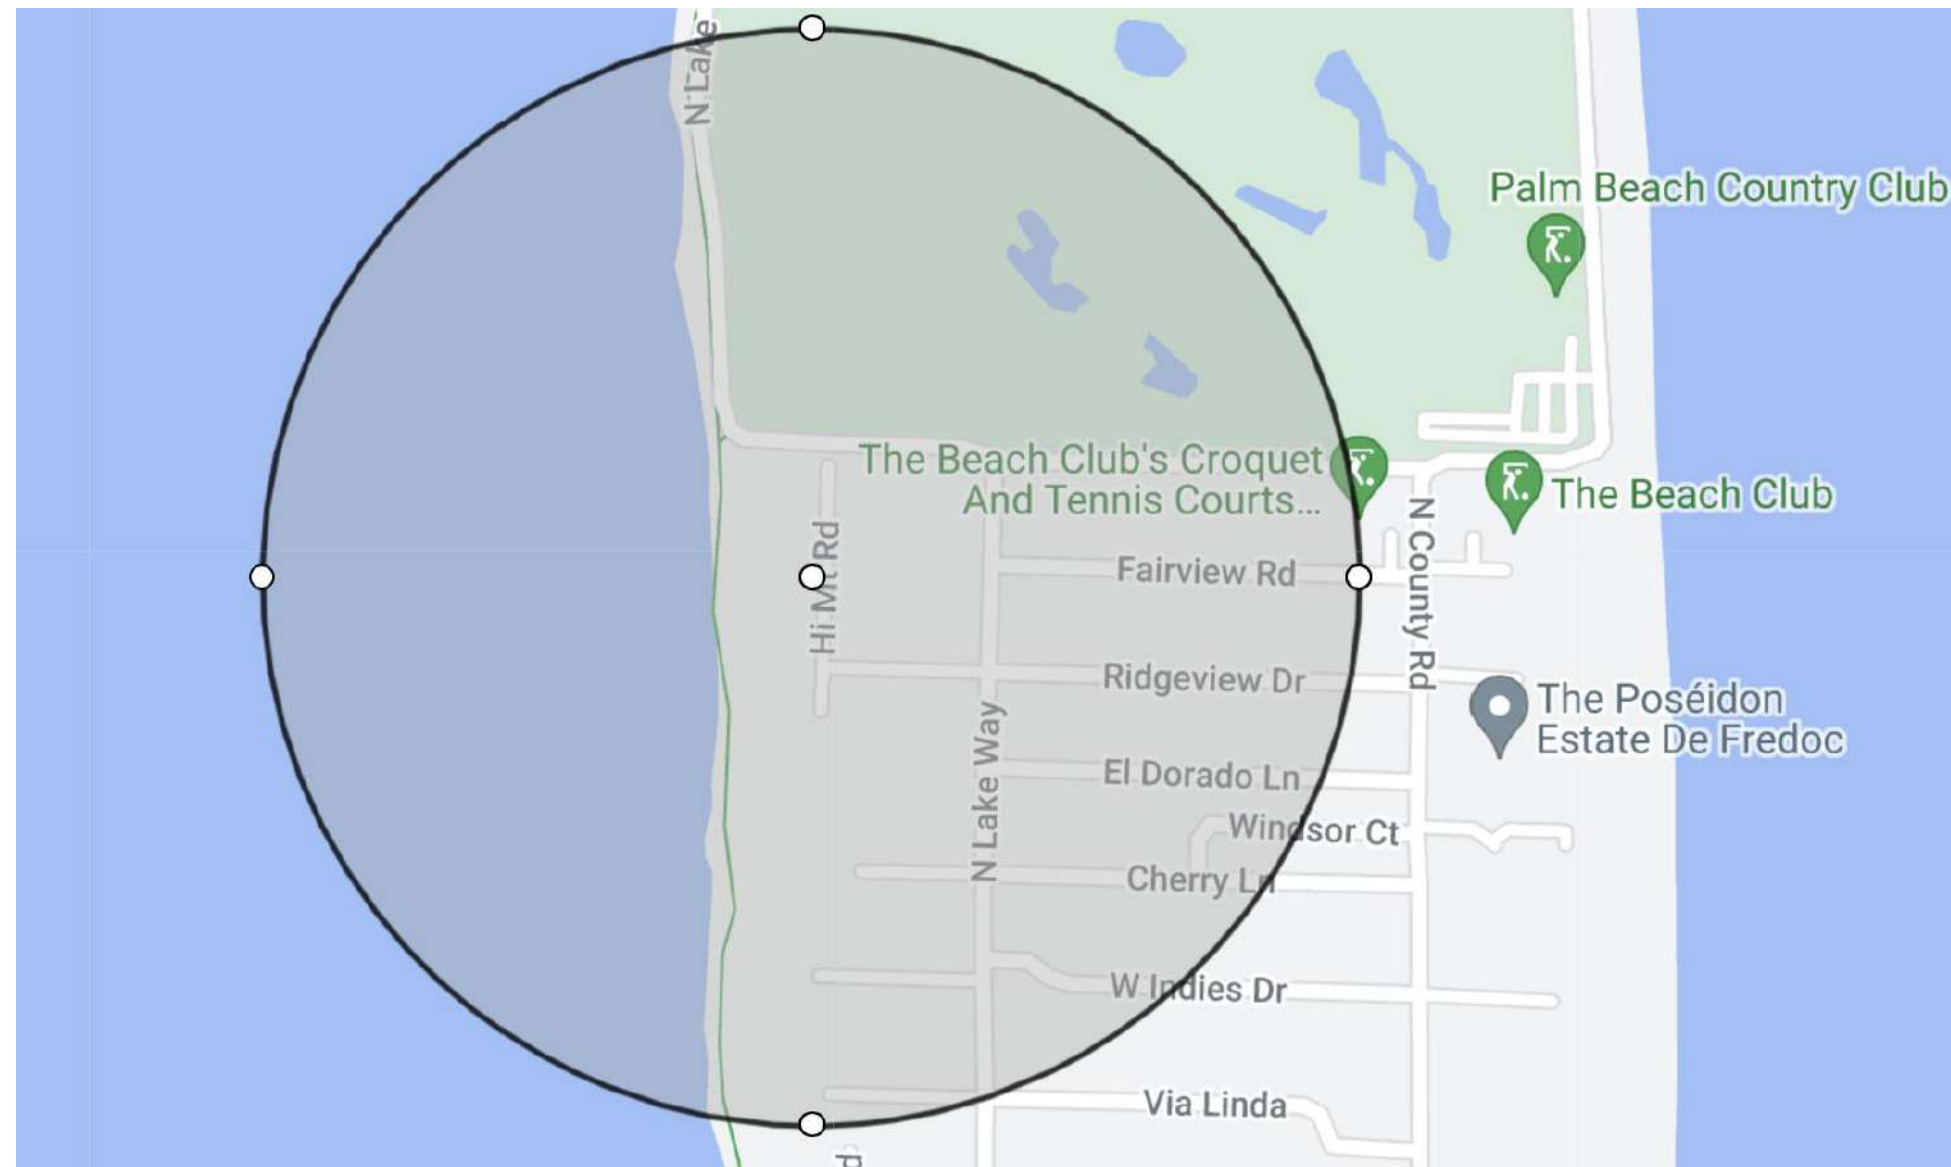 N Lake
Palm Beach Country Club
The Beach Club's Croquet
And Tennis Courts...
The Beach Club
N County Rd
Hi Mt Rd
Fairview Rd
Ridgeview Dr
The Poséidon
Estate De Fredoc
N Lake Way
El Dorado Ln
Windsor Ct
Cherry Ln
W Indies Dr
Via Linda
d